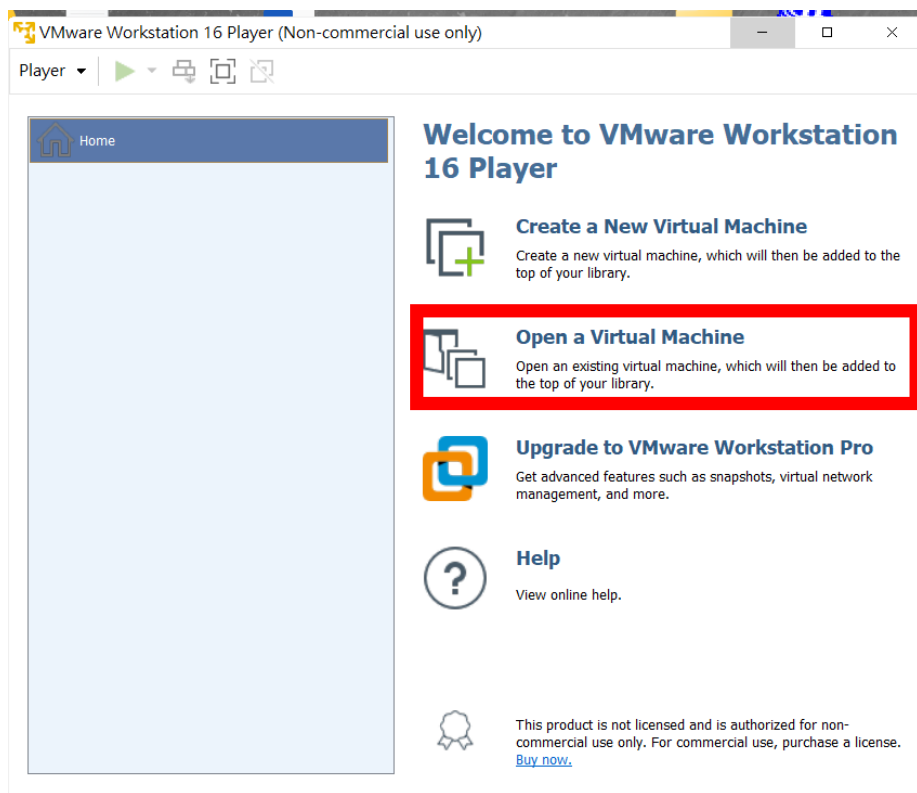 VMware Workstation 16 Player (Non-commercial use only)
Player
Home
Welcome to VMware Workstation
16 Player
Create a New Virtual Machine
Create a new virtual machine, which will then be added to the
top of your library.
Open a Virtual Machine
Open an existing virtual machine, which will then be added to
the top of your library.
Upgrade to VMware Workstation Pro
Get advanced features such as snapshots, virtual network
management, and more.
Help
View online help.
This product is not licensed and is authorized for non-
commercial use only. For commercial use, purchase a license.
Buy now.